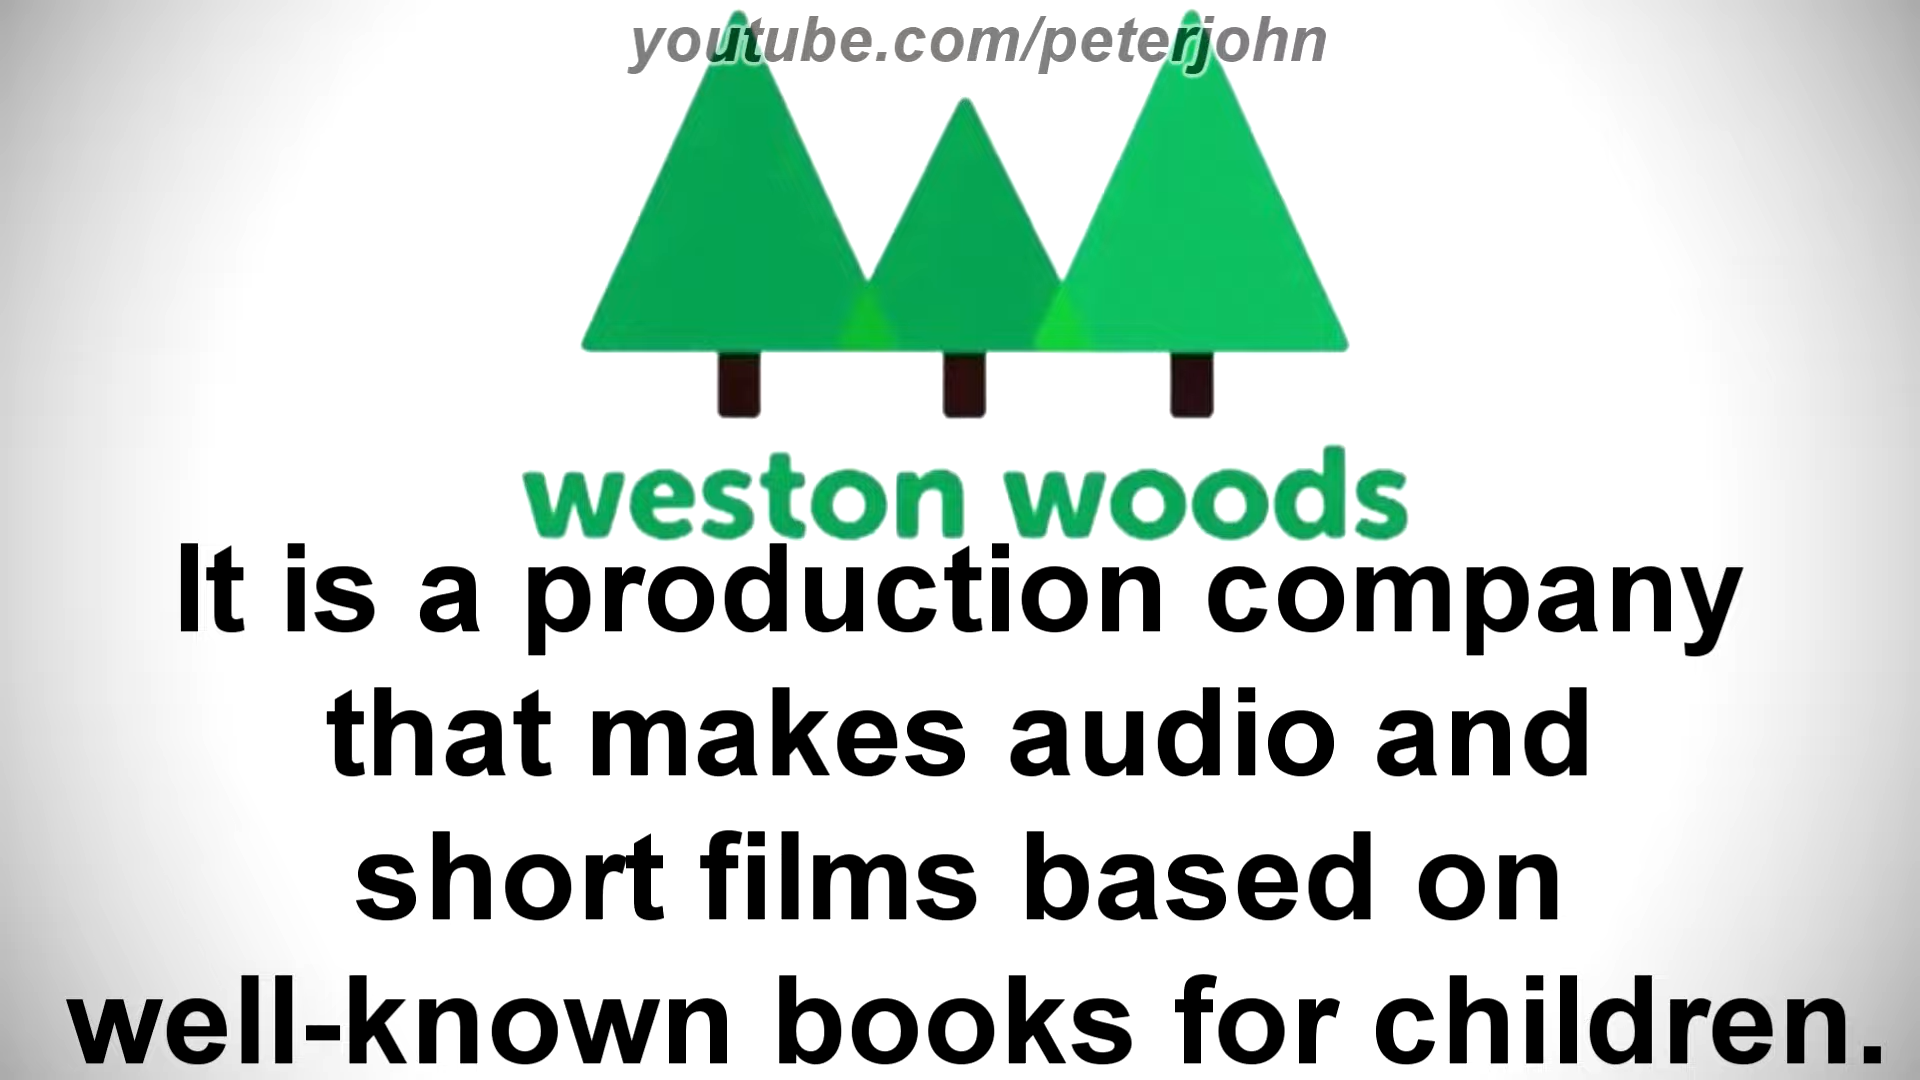 youtube.com/peterjohn
weston woods
It is a production company
that makes audio and
short films based on
well-known books for children.